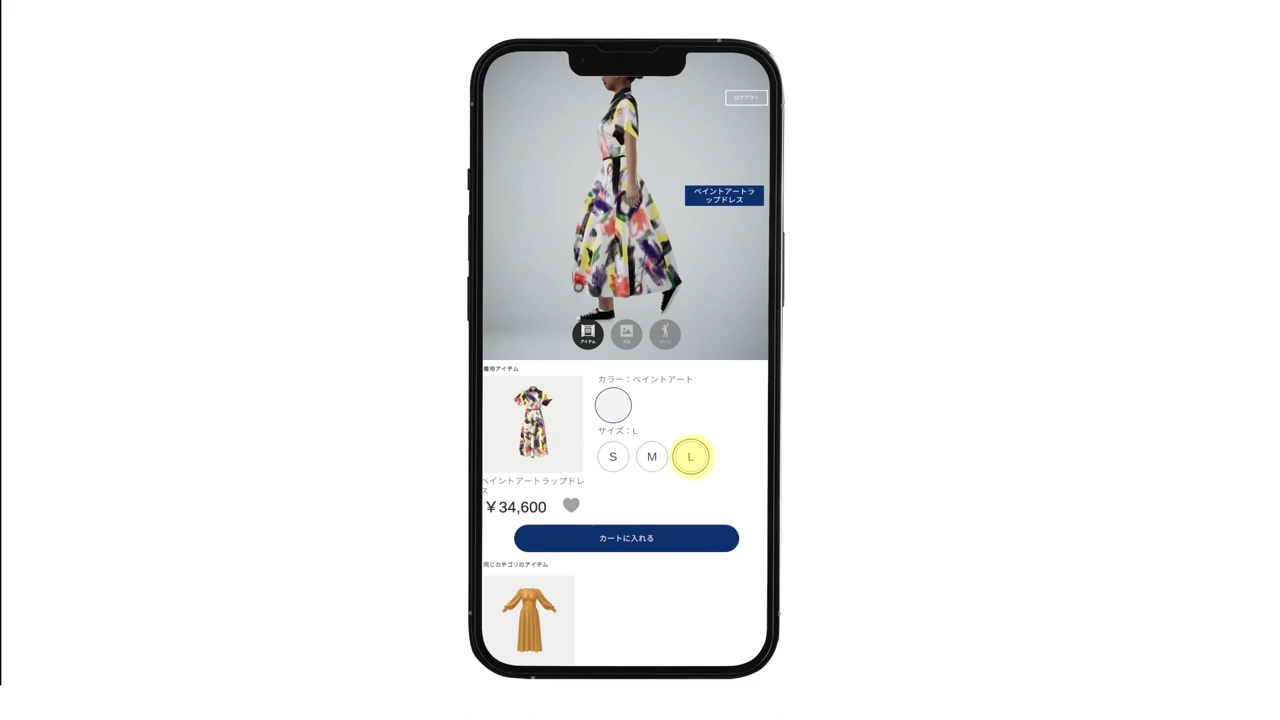 ログアウト
ペイントアートラ
ップドレス
アイテム
着用アイテム
カラー：ペイントアート
サイズ：L
S M L
ペイントアートラップドレ
ス
￥34,600
カートに入れる
同じカテゴリのアイテム